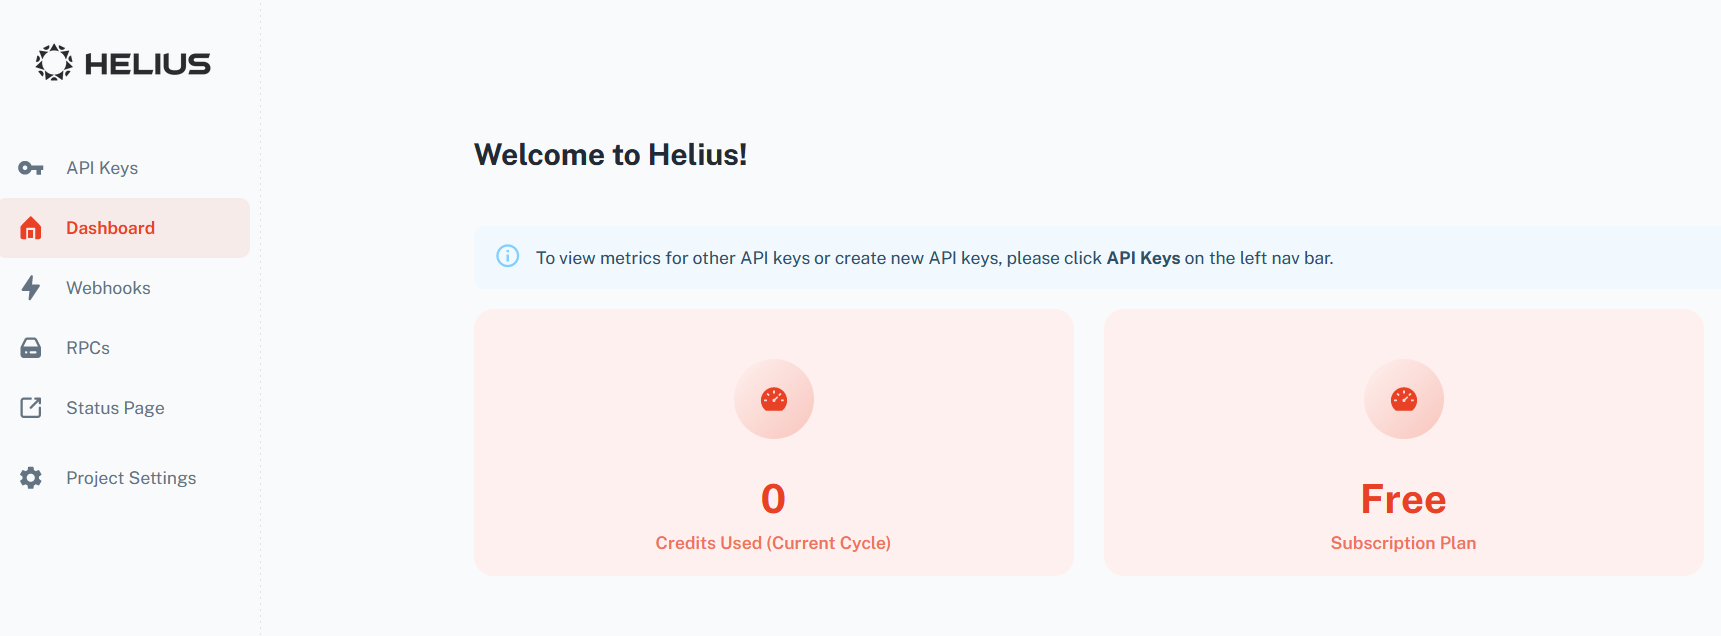 HELIUS
API Keys
Dashboard
Webhooks
RPCs
Status Page
Project Settings
Welcome to Helius!
To view metrics for other API keys or create new API keys, please click API Keys on the left nav bar.
0
Credits Used (Current Cycle)
Free
Subscription Plan